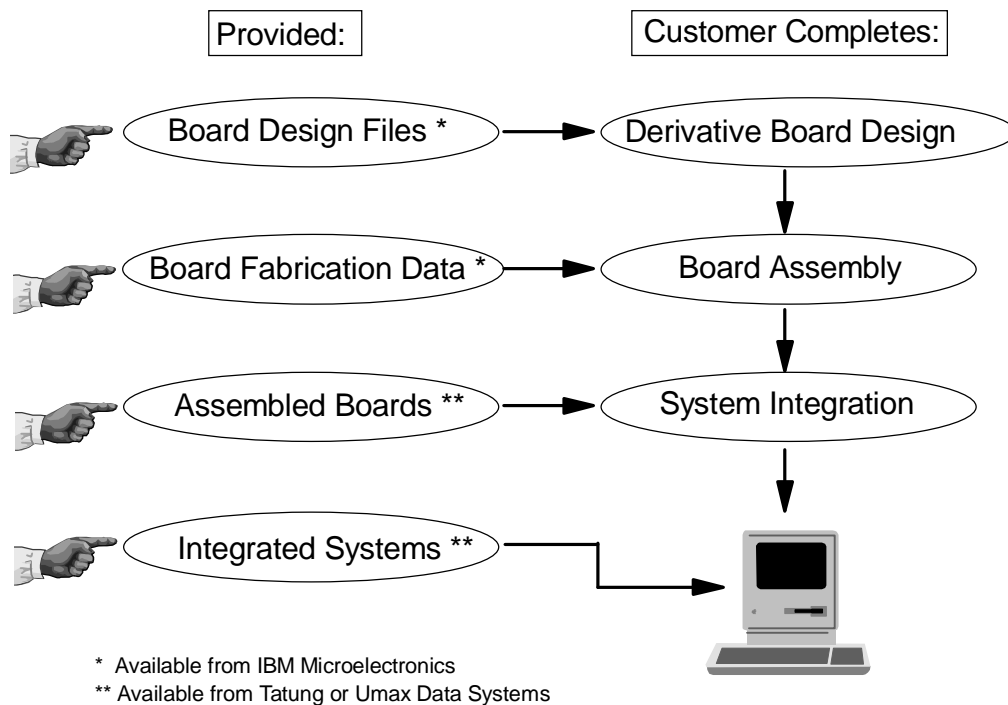 Provided:
Customer Completes:
Board Design Files *
Derivative Board Design
Board Fabrication Data *
Board Assembly
Assembled Boards **
System Integration
Integrated Systems **
* Available from IBM Microelectronics
** Available from Tatung or Umax Data Systems